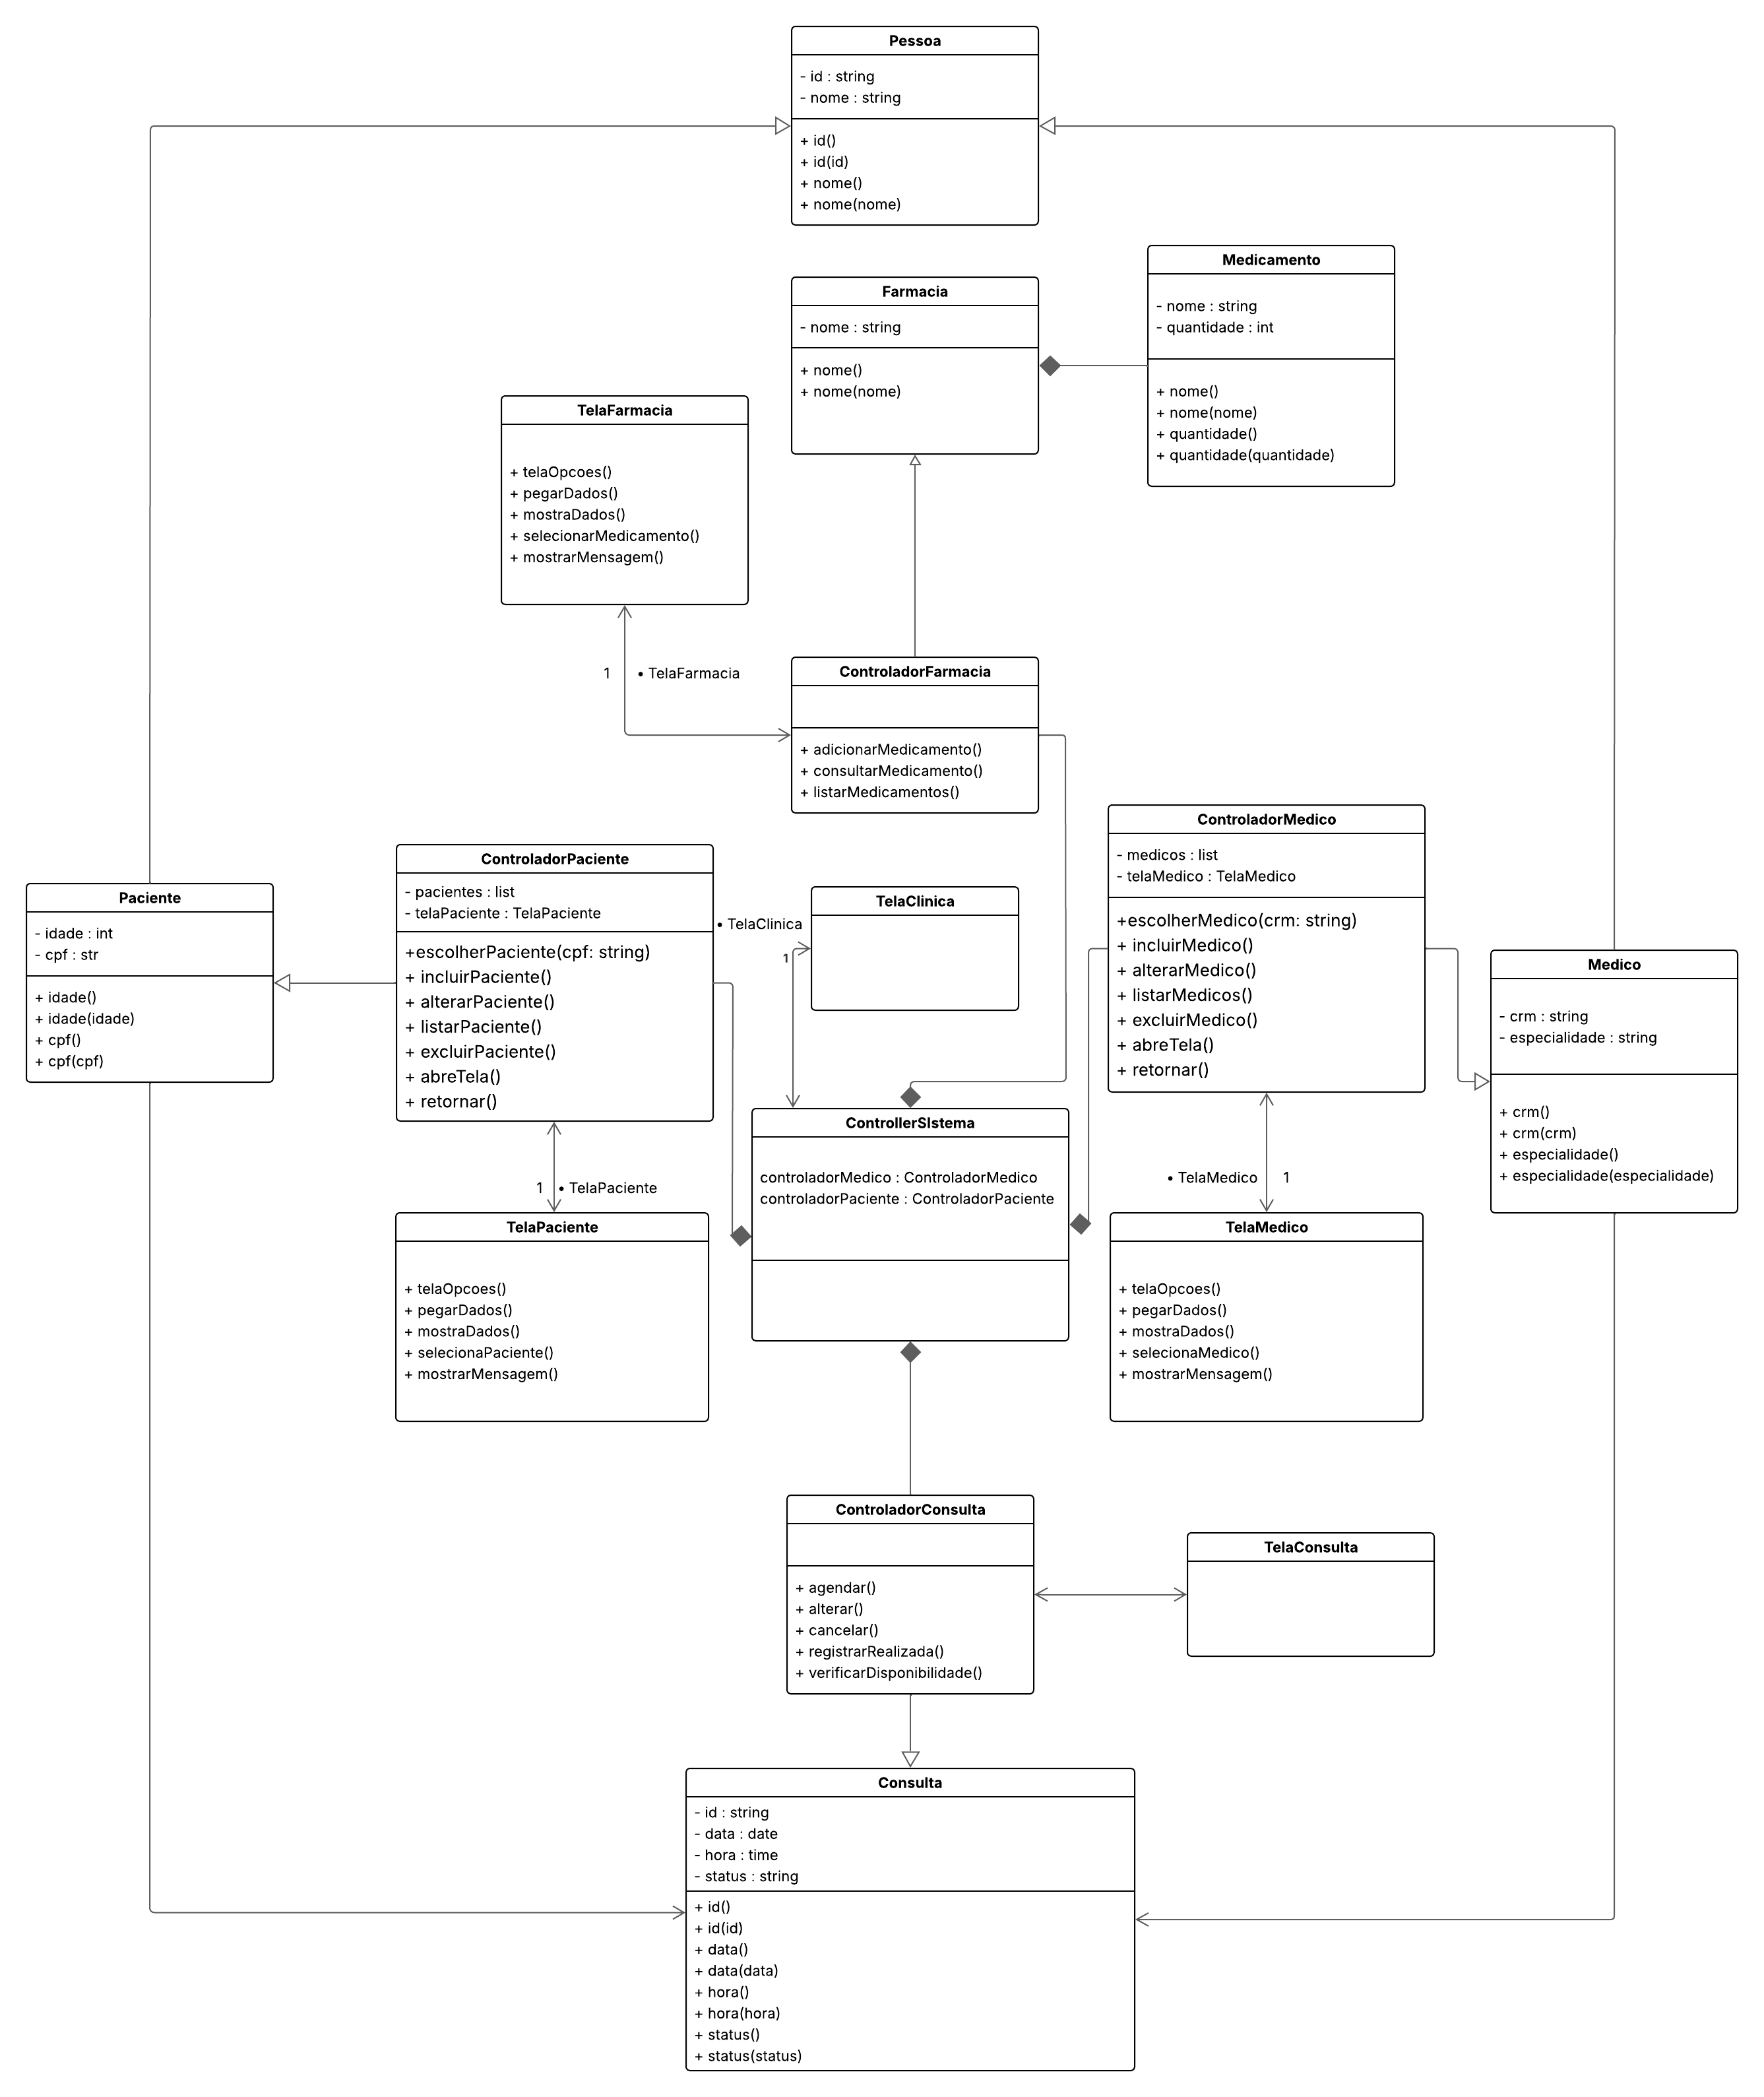 Pessoa
- id : string
- nome : string
+ id()
+ id(id)
+ nome()
+ nome(nome)
Medicamento
- nome : string
- quantidade : int
+ nome()
+ nome(nome)
+ quantidade()
+ quantidade(quantidade)
Farmacia
- nome : string
+ nome()
+ nome(nome)
TelaFarmacia
+ telaOpcoes()
+ pegarDados()
+ mostraDados()
+ selecionarMedicamento()
+ mostrarMensagem()
1
• TelaFarmacia
ControladorFarmacia
+ adicionarMedicamento()
+ consultarMedicamento()
+ listarMedicamentos()
ControladorMedico
- medicos : list
- telaMedico : TelaMedico
+escolherMedico(crm: string)
+ incluirMedico()
+ alterarMedico()
+ listarMedicos()
+ excluirMedico()
+ abreTela()
+ retornar()
ControladorPaciente
- pacientes : list
- telaPaciente : TelaPaciente
+escolherPaciente(cpf: string)
+ incluirPaciente()
+ alterarPaciente()
+ listarPaciente()
+ excluirPaciente()
+ abreTela()
+ retornar()
Paciente
- idade : int
- cpf : str
+ idade()
+ idade(idade)
+ cpf()
+ cpf(cpf)
• TelaClinica
1
TelaClinica
Medico
- crm : string
- especialidade : string
+ crm()
+ crm(crm)
+ especialidade()
+ especialidade(especialidade)
ControllerSIstema
controladorMedico : ControladorMedico
controladorPaciente : ControladorPaciente
1
• TelaPaciente
• TelaMedico
1
TelaPaciente
+ telaOpcoes()
+ pegarDados()
+ mostraDados()
+ selecionaPaciente()
+ mostrarMensagem()
TelaMedico
+ telaOpcoes()
+ pegarDados()
+ mostraDados()
+ selecionaMedico()
+ mostrarMensagem()
ControladorConsulta
+ agendar()
+ alterar()
+ cancelar()
+ registrarRealizada()
+ verificarDisponibilidade()
TelaConsulta
Consulta
- id : string
- data : date
- hora : time
- status : string
+ id()
+ id(id)
+ data()
+ data(data)
+ hora()
+ hora(hora)
+ status()
+ status(status)